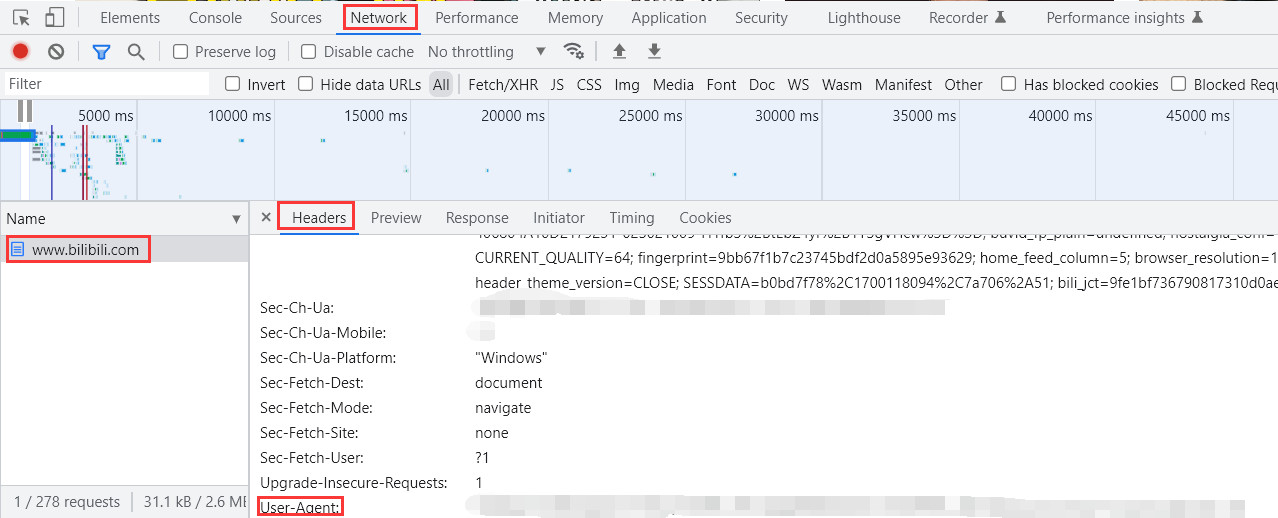 Elements Console Sources Network Performance Memory Application Security Lighthouse Recorder Performance insights
Preserve log Disable cache No throttling
Filter Invert Hide data URLs All Fetch/XHR JS CSS Img Media Font Doc WS Wasm Manifest Other Has blocked cookies Blocked Requ
5000 ms 10000 ms 15000 ms 20000 ms 25000 ms 30000 ms 35000 ms 40000 ms 45000 ms
Name
www.bilibili.com
1 / 278 requests 31.1 kB / 2.6 ME
Headers Preview Response Initiator Timing Cookies
CURRENT_QUALITY=64; fingerprint=9bb67f1b7c23745bdf2d0a5895e93629; home_feed_column=5; browser_resolution=1
header_theme_version=CLOSE; SESSDATA=b0bd7f78%2C1700118094%2C7a706%2A51; bili_jct=9fe1bf736790817310d0ae
Sec-Ch-Ua:
Sec-Ch-Ua-Mobile:
Sec-Ch-Ua-Platform: "Windows"
Sec-Fetch-Dest: document
Sec-Fetch-Mode: navigate
Sec-Fetch-Site: none
Sec-Fetch-User: ?1
Upgrade-Insecure-Requests: 1
User-Agent: